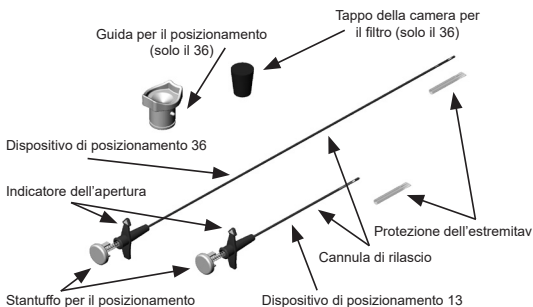 Guida per il posizionamento
(solo il 36)
Tappo della camera per
il filtro (solo il 36)
Dispositivo di posizionamento 36
Indicatore dell'apertura
Protezione dell'estremitav
Cannula di rilascio
Stantuffo per il posizionamento
Dispositivo di posizionamento 13